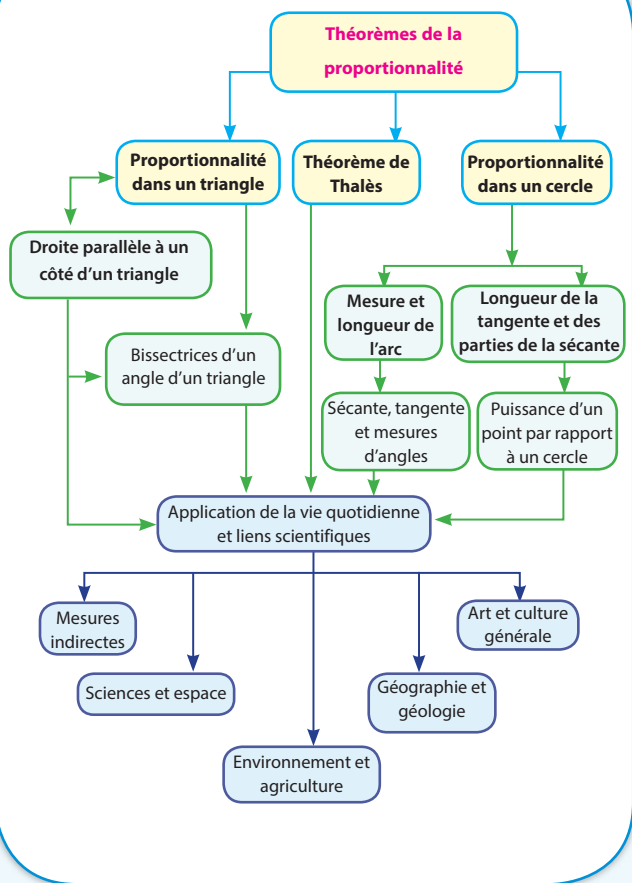 Théorèmes de la
proportionnalité
Proportionnalité
dans un triangle
Théorème de
Thalès
Proportionnalité
dans un cercle
Droite parallèle à un
côté d'un triangle
Bissectrices d'un
angle d'un triangle
Mesure et
longueur de
l'arc
Longueur de la
tangente et des
parties de la sécante
Sécante, tangente
et mesures
d'angles
Puissance d'un
point par rapport
à un cercle
Application de la vie quotidienne
et liens scientifiques
Mesures
indirectes
Sciences et espace
Environnement et
agriculture
Géographie et
géologie
Art et culture
générale